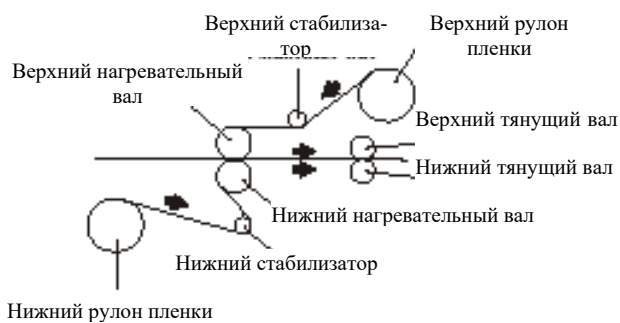 Верхний стабилиза-
тор
Верхний рулон
пленки
Верхний нагревательный
вал
Верхний тянущий вал
Нижний тянущий вал
Нижний нагревательный вал
Нижний стабилизатор
Нижний рулон пленки